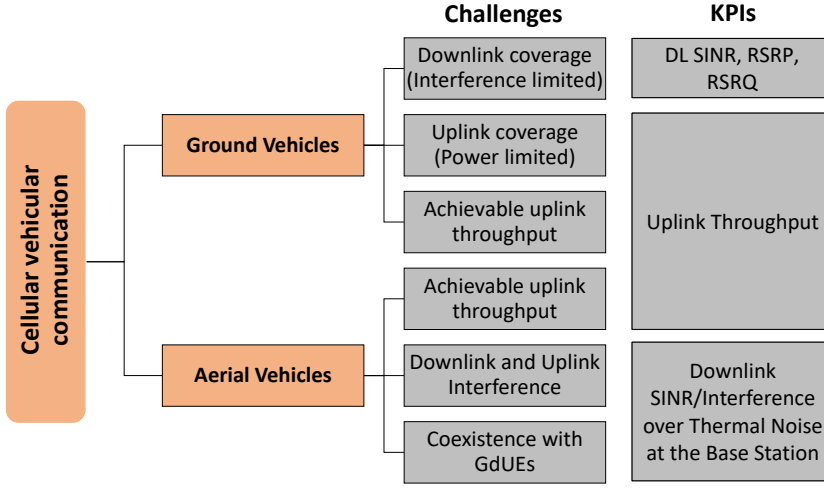 Challenges
KPIs
Cellular vehicular
communication
Ground Vehicles
Downlink coverage
(Interference limited)
Uplink coverage
(Power limited)
Achievable uplink
throughput
DL SINR, RSRP,
RSRQ
Uplink Throughput
Aerial Vehicles
Achievable uplink
throughput
Downlink and Uplink
Interference
Coexistence with
GdUEs
Downlink
SINR/Interference
over Thermal Noise
at the Base Station